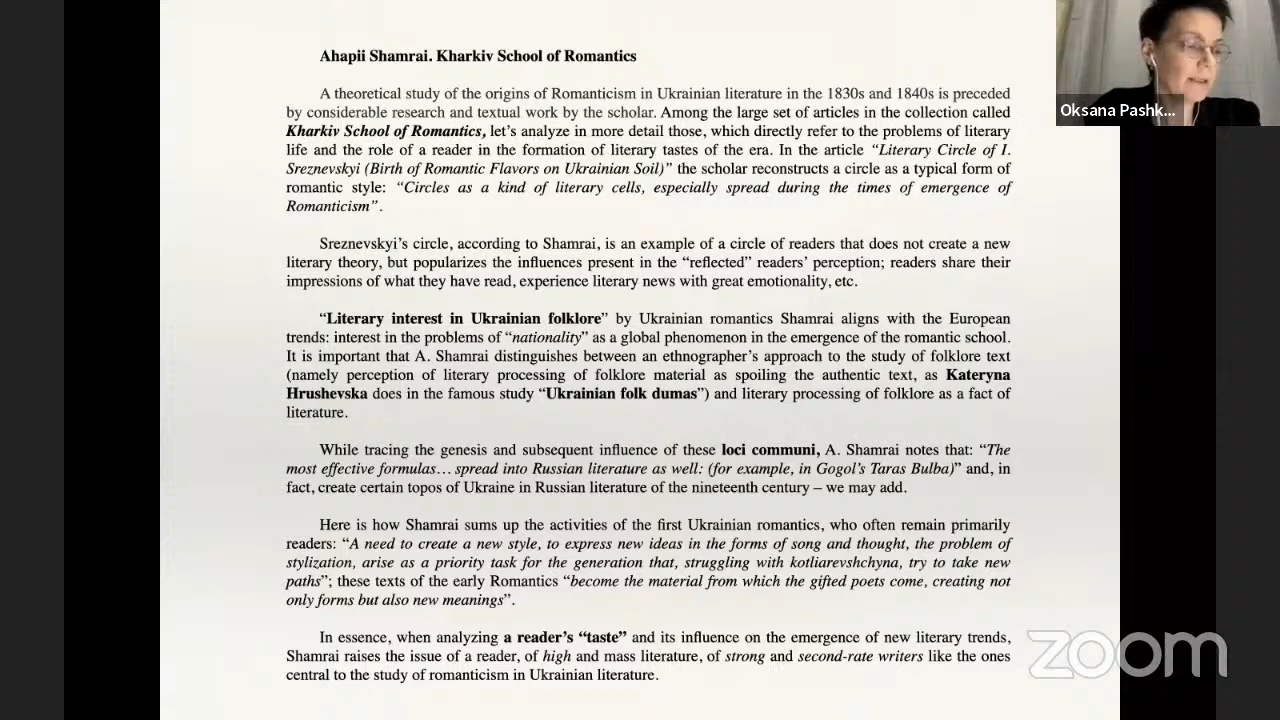 Ahapii Shamrai. Kharkiv School of Romantics
A theoretical study of the origins of Romanticism in Ukrainian literature in the 1830s and 1840s is preceded
by considerable research and textual work by the scholar. Among the large set of articles in the collection called
Kharkiv School of Romantics, let's analyze in more detail those, which directly refer to the problems of literary
life and the role of a reader in the formation of literary tastes of the era. In the article “Literary Circle of I.
Sreznevskyi (Birth of Romantic Flavors on Ukrainian Soil)” the scholar reconstructs a circle as a typical form of
romantic style: “Circles as a kind of literary cells, especially spread during the times of emergence of
Romanticism”.
Sreznevskyi’s circle, according to Shamrai, is an example of a circle of readers that does not create a new
literary theory, but popularizes the influences present in the “reflected” readers’ perception; readers share their
impressions of what they have read, experience literary news with great emotionality, etc.
“Literary interest in Ukrainian folklore” by Ukrainian romantics Shamrai aligns with the European
trends: interest in the problems of “nationality” as a global phenomenon in the emergence of the romantic school.
It is important that A. Shamrai distinguishes between an ethnographer’s approach to the study of folklore text
(namely perception of literary processing of folklore material as spoiling the authentic text, as Kateryna
Hrushevska does in the famous study “Ukrainian folk dumas”) and literary processing of folklore as a fact of
literature.
While tracing the genesis and subsequent influence of these loci communi, A. Shamrai notes that: “The
most effective formulas… spread into Russian literature as well: (for example, in Gogol’s Taras Bulba)” and, in
fact, create certain topos of Ukraine in Russian literature of the nineteenth century – we may add.
Here is how Shamrai sums up the activities of the first Ukrainian romantics, who often remain primarily
readers: “A need to create a new style, to express new ideas in the forms of song and thought, the problem of
stylization, arise as a priority task for the generation that, struggling with kotliarevshchyna, try to take new
paths”; these texts of the early Romantics “become the material from which the gifted poets come, creating not
only forms but also new meanings”.
In essence, when analyzing a reader’s “taste” and its influence on the emergence of new literary trends,
Shamrai raises the issue of a reader, of high and mass literature, of strong and second-rate writers like the ones
central to the study of romanticism in Ukrainian literature.
Oksana Pashk...
zoom